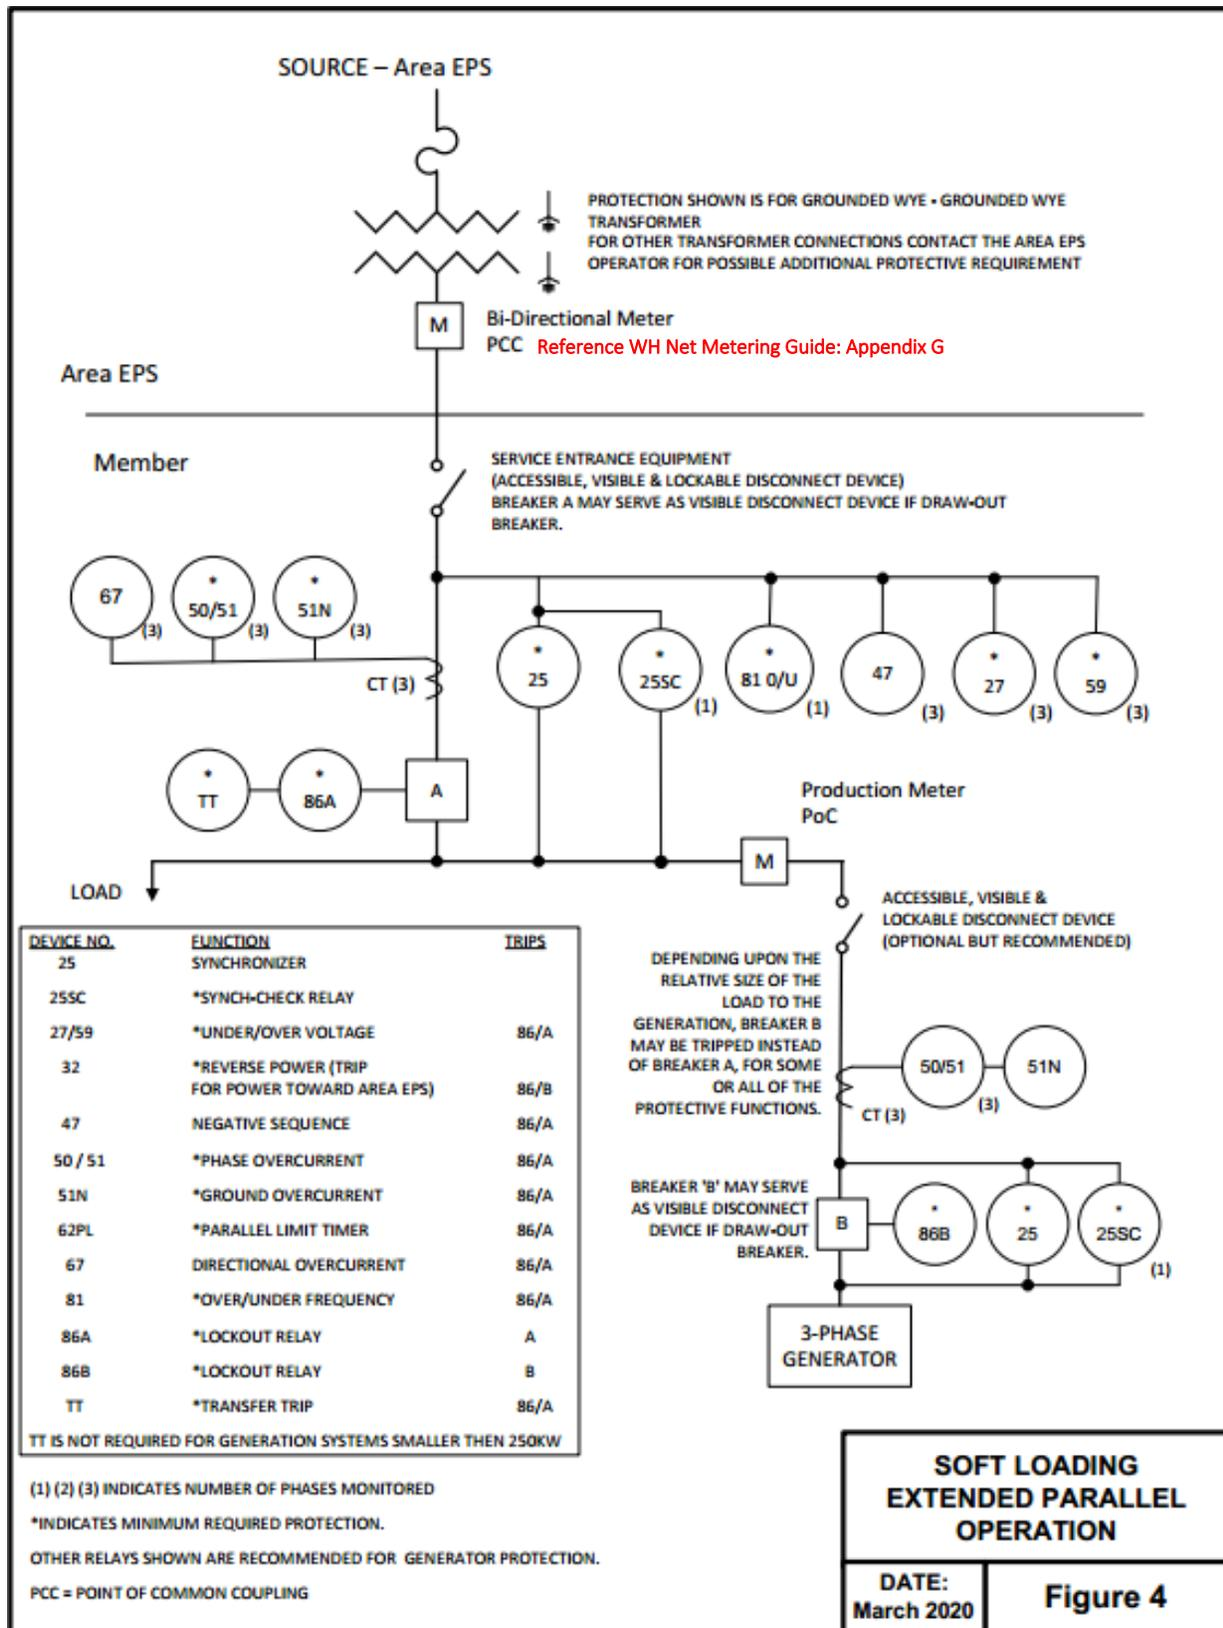 SOURCE – Area EPS
PROTECTION SHOWN IS FOR GROUNDED WYE - GROUNDED WYE
TRANSFORMER
FOR OTHER TRANSFORMER CONNECTIONS CONTACT THE AREA EPS
OPERATOR FOR POSSIBLE ADDITIONAL PROTECTIVE REQUIREMENT
M
Bi-Directional Meter
PCC Reference WH Net Metering Guide: Appendix G
Area EPS
Member
SERVICE ENTRANCE EQUIPMENT
(ACCESSIBLE, VISIBLE & LOCKABLE DISCONNECT DEVICE)
BREAKER A MAY SERVE AS VISIBLE DISCONNECT DEVICE IF DRAW-OUT
BREAKER.
67
(3)
*
50/51
(3)
*
51N
(3)
CT (3)
*
25
*
25SC
(1)
*
81 0/U
(1)
47
(3)
*
27
(3)
*
59
(3)
*
TT
*
86A
A
Production Meter
PoC
M
LOAD
ACCESSIBLE, VISIBLE &
LOCKABLE DISCONNECT DEVICE
(OPTIONAL BUT RECOMMENDED)
DEPENDING UPON THE
RELATIVE SIZE OF THE
LOAD TO THE
GENERATION, BREAKER B
MAY BE TRIPPED INSTEAD
OF BREAKER A, FOR SOME
OR ALL OF THE
PROTECTIVE FUNCTIONS.
50/51
(3)
51N
CT (3)
BREAKER 'B' MAY SERVE
AS VISIBLE DISCONNECT
DEVICE IF DRAW-OUT
BREAKER.
B
*
86B
*
25
*
25SC
(1)
3-PHASE
GENERATOR
DEVICE NO. FUNCTION TRIPS
25 SYNCHRONIZER
25SC *SYNCH-CHECK RELAY
27/59 *UNDER/OVER VOLTAGE 86/A
32 *REVERSE POWER (TRIP
FOR POWER TOWARD AREA EPS) 86/B
47 NEGATIVE SEQUENCE 86/A
50 / 51 *PHASE OVERCURRENT 86/A
51N *GROUND OVERCURRENT 86/A
62PL *PARALLEL LIMIT TIMER 86/A
67 DIRECTIONAL OVERCURRENT 86/A
81 *OVER/UNDER FREQUENCY 86/A
86A *LOCKOUT RELAY A
86B *LOCKOUT RELAY B
TT *TRANSFER TRIP 86/A
TT IS NOT REQUIRED FOR GENERATION SYSTEMS SMALLER THEN 250KW
(1) (2) (3) INDICATES NUMBER OF PHASES MONITORED
*INDICATES MINIMUM REQUIRED PROTECTION.
OTHER RELAYS SHOWN ARE RECOMMENDED FOR GENERATOR PROTECTION.
PCC = POINT OF COMMON COUPLING
SOFT LOADING
EXTENDED PARALLEL
OPERATION
DATE:
March 2020
Figure 4